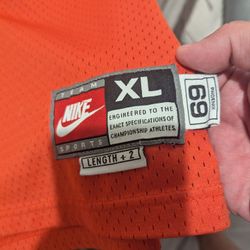 TEAM
NIKE
SPORTS
XL
ENGINEERED TO THE
EXACT SPECIFICATIONS OF
CHAMPIONSHIP ATHLETES.
LENGTH + 2
69